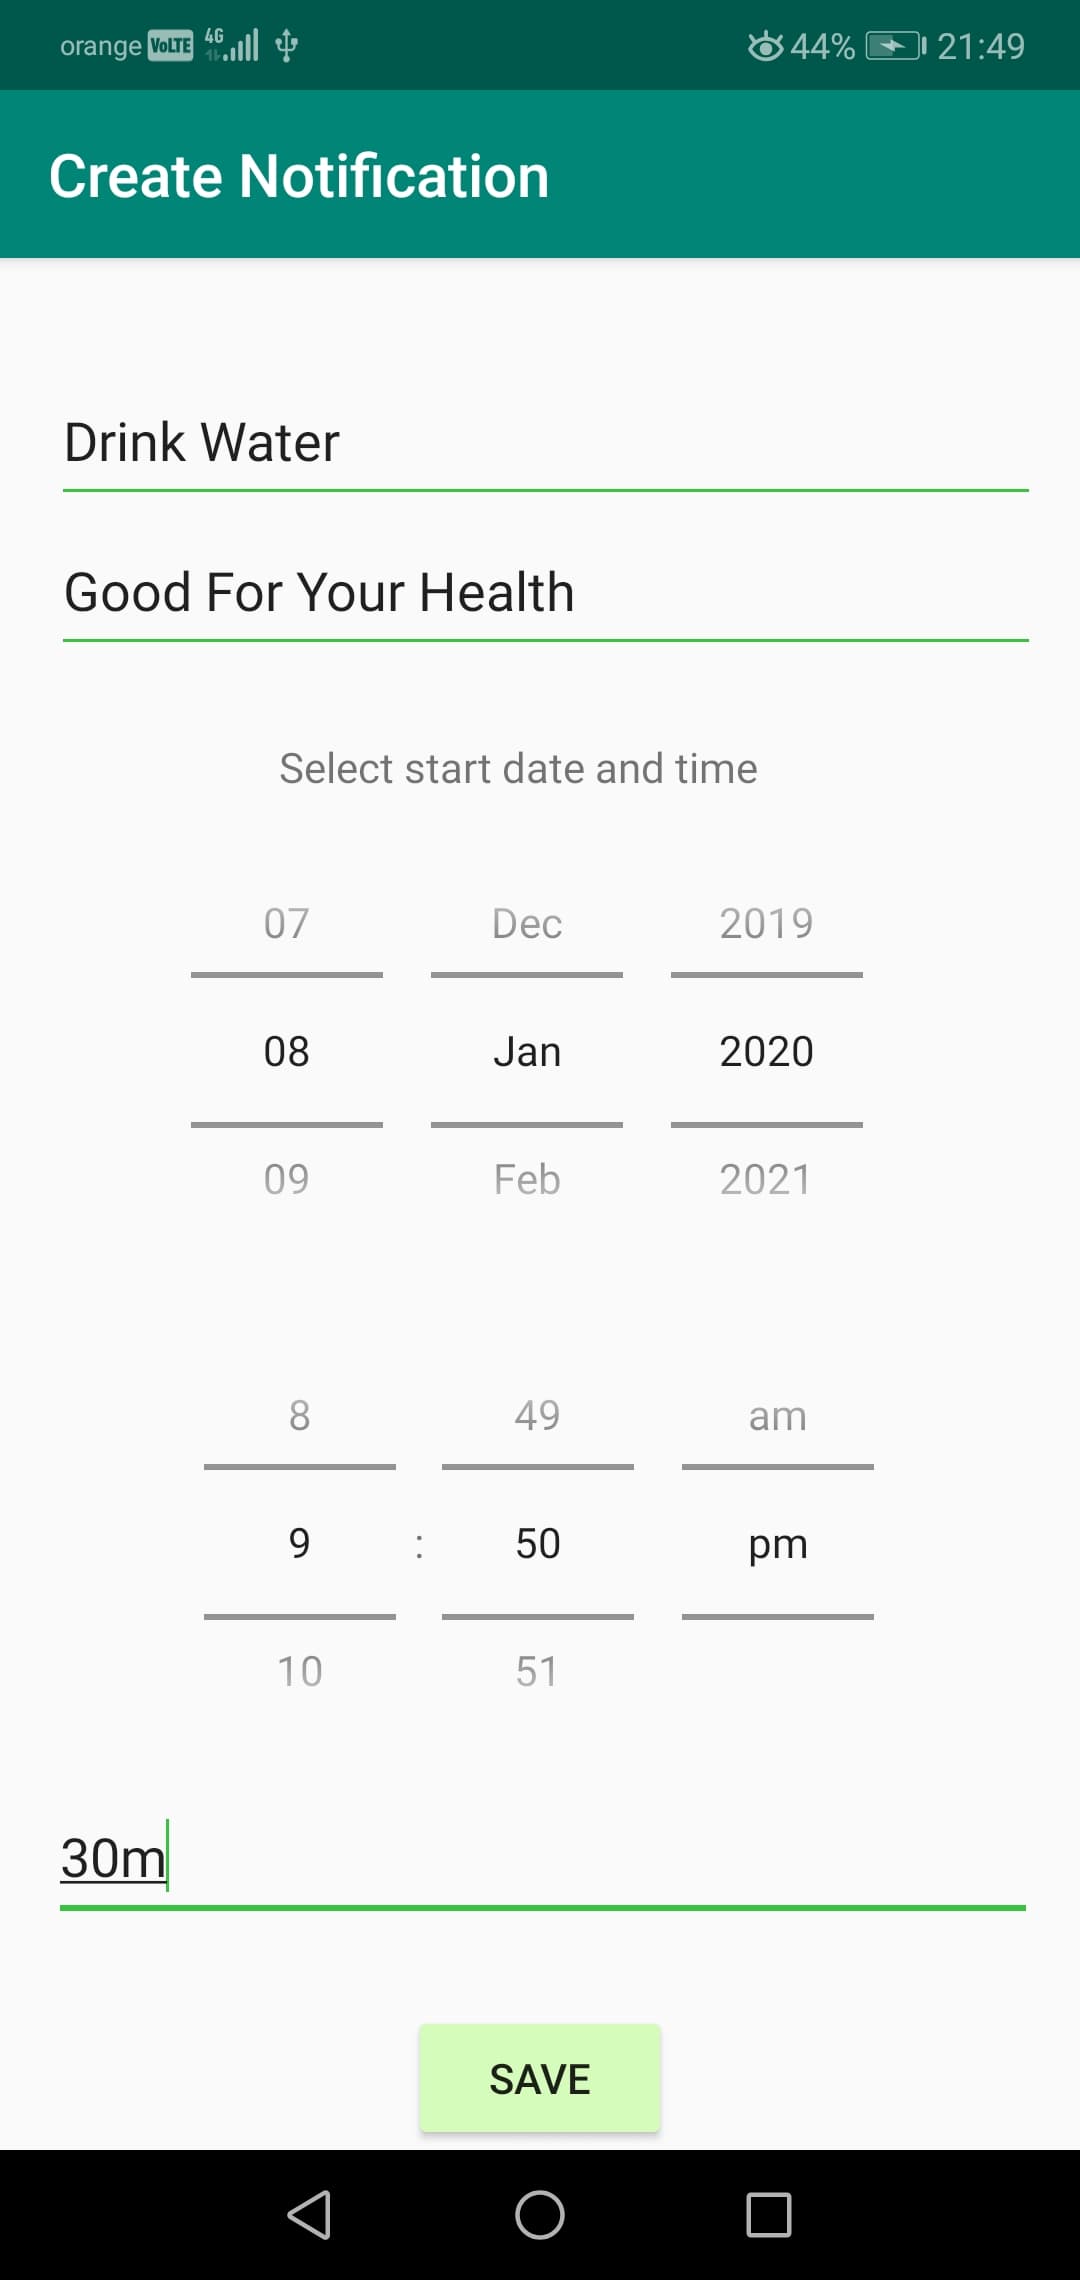 orange VoLTE 4G 44% 21:49
Create Notification
Drink Water
Good For Your Health
Select start date and time
07 Dec 2019
08 Jan 2020
09 Feb 2021
8 49 am
9 : 50 pm
10 51
30m
SAVE